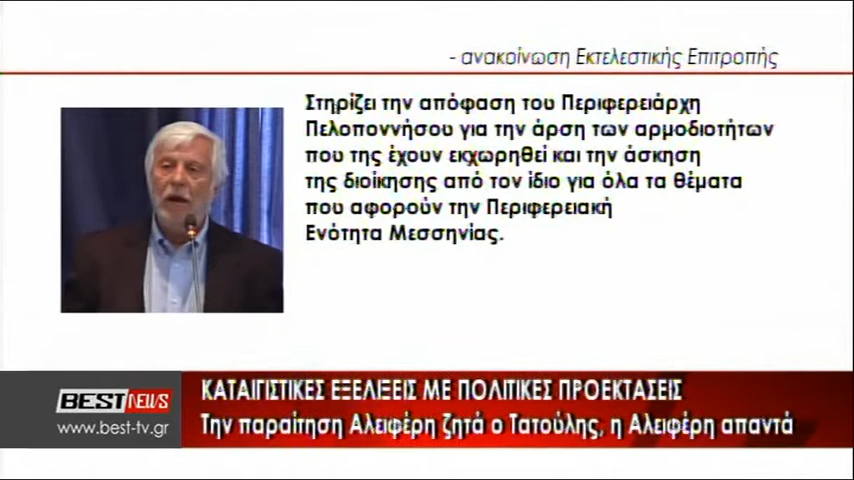 - ανακοίνωση Εκτελεστικής Επιτροπής
Στηρίζει την απόφαση του Περιφερειάρχη
Πελοποννήσου για την άρση των αρμοδιοτήτων
που της έχουν εκχωρηθεί και την άσκηση
της διοίκησης από τον ίδιο για όλα τα θέματα
που αφορούν την Περιφερειακή
Ενότητα Μεσσηνίας.
ΚΑΤΑΙΓΙΣΤΙΚΕΣ ΕΞΕΛΙΞΕΙΣ ΜΕ ΠΟΛΙΤΙΚΕΣ ΠΡΟΕΚΤΑΣΕΙΣ
BEST NEWS
Την παραίτηση Αλειφέρη ζητά ο Τατούλης, η Αλειφέρη απαντά
www.best-tv.gr